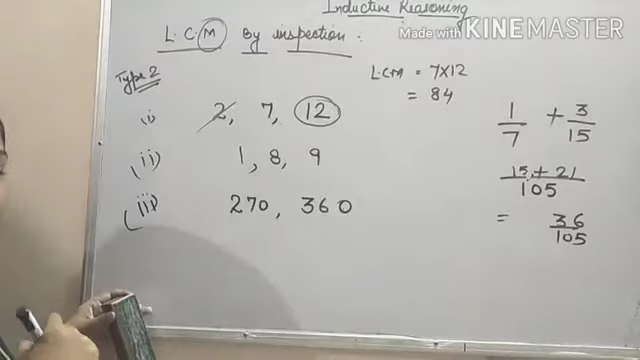 Inductive Reasoning
Made with KINEMASTER
L.C.M By inspection :
Type 2
L.C.M = 7×12
= 84
(i) 2, 7, 12
(ii) 1, 8, 9
(iii) 270, 360
1/7 + 3/15
15 + 21
105
= 36/105